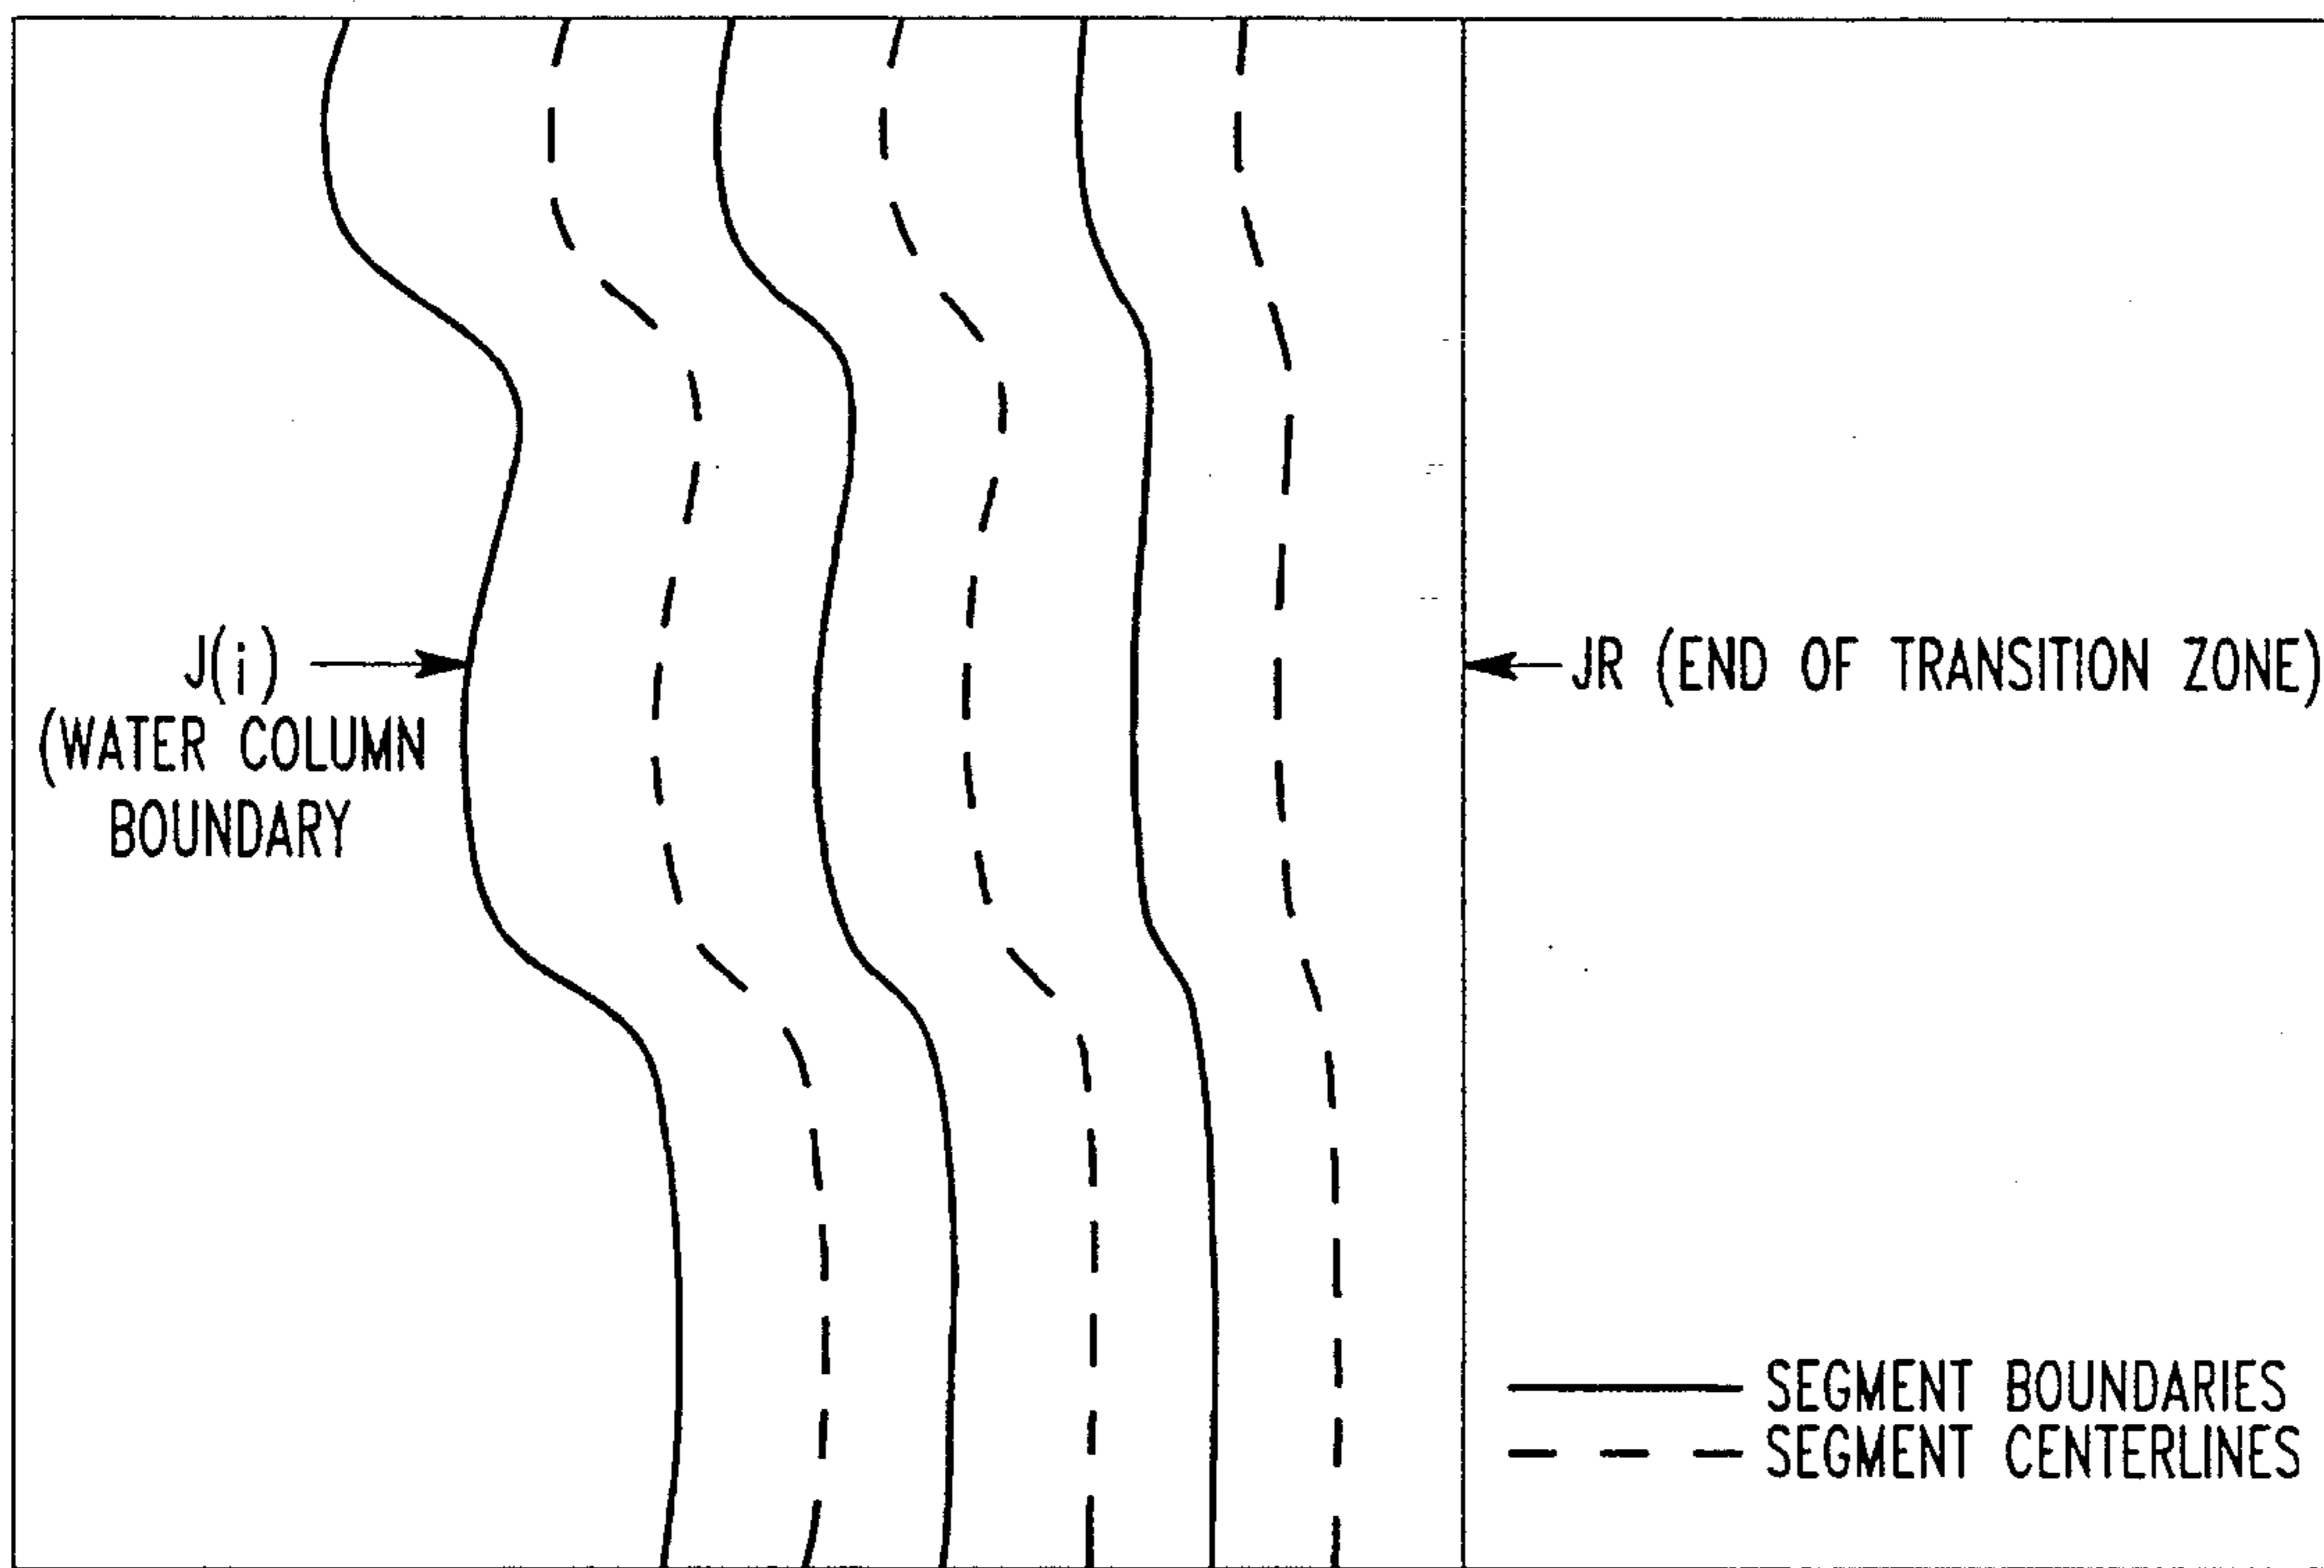 J(i)
(WATER COLUMN
BOUNDARY
JR (END OF TRANSITION ZONE)
SEGMENT BOUNDARIES
SEGMENT CENTERLINES